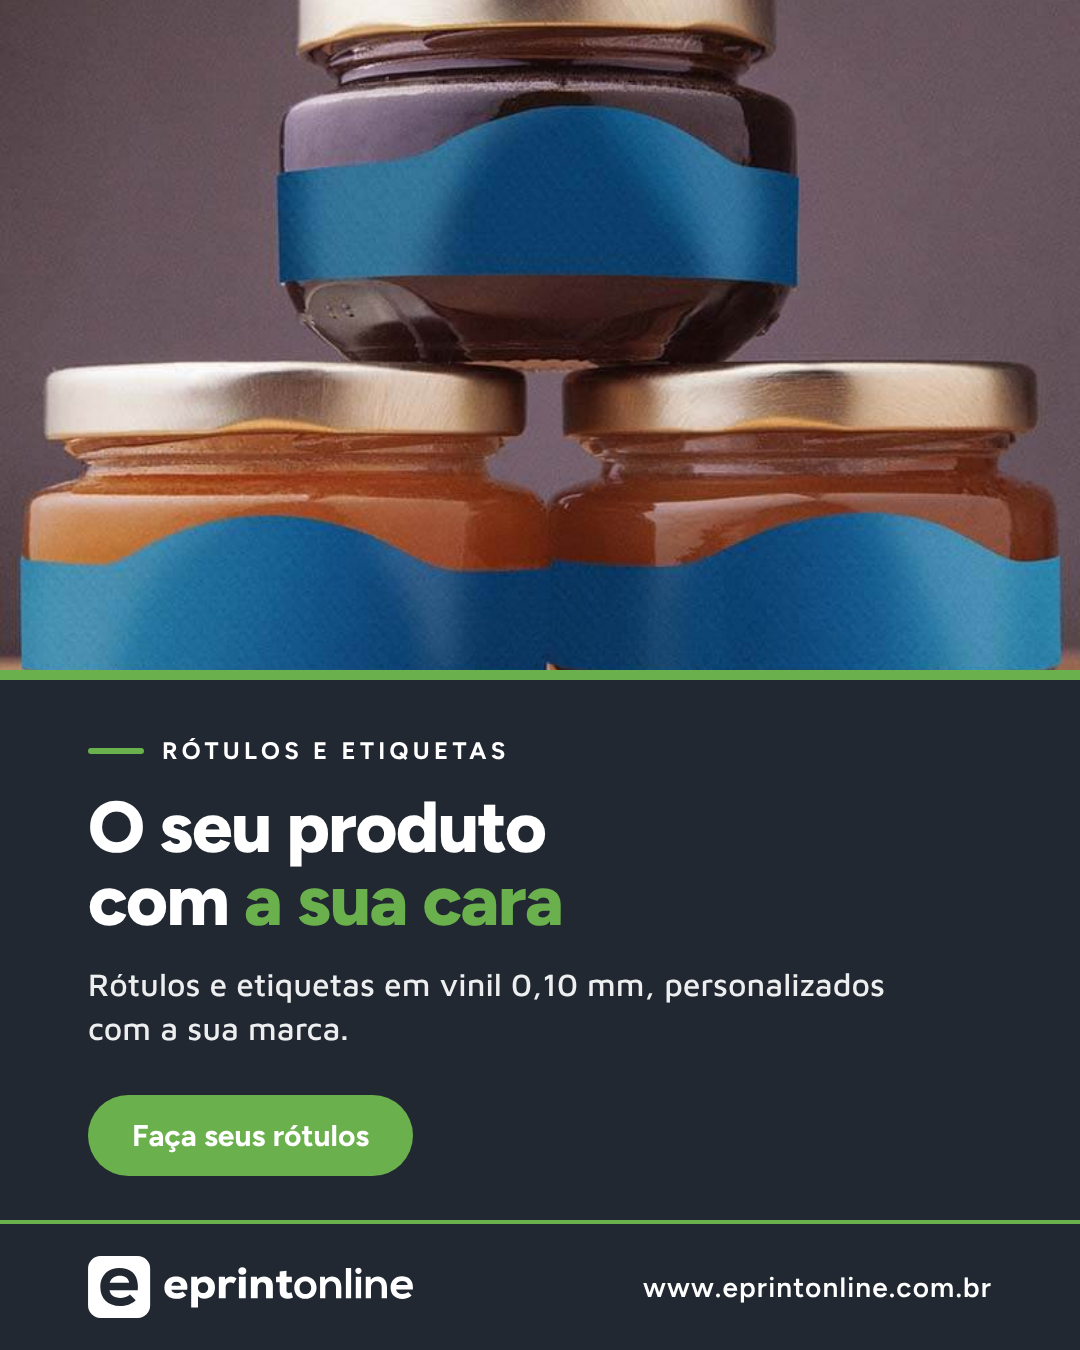 RÓTULOS E ETIQUETAS
O seu produto
com a sua cara
Rótulos e etiquetas em vinil 0,10 mm, personalizados
com a sua marca.
Faça seus rótulos
e eprintonline
www.eprintonline.com.br